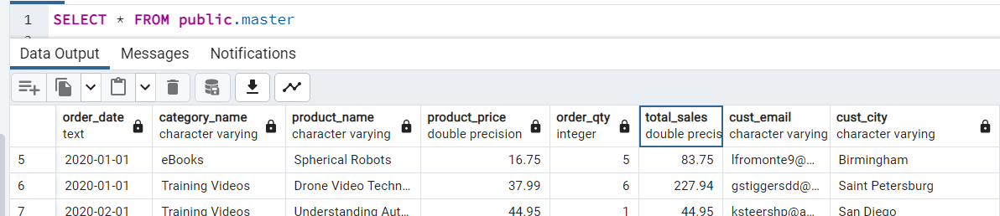 1 SELECT * FROM public.master
Data Output Messages Notifications
order_date category_name product_name product_price order_qty total_sales cust_email cust_city
text character varying character varying double precision integer double precis character varying character varying
5 2020-01-01 eBooks Spherical Robots 16.75 5 83.75 lfromonte9@... Birmingham
6 2020-01-01 Training Videos Drone Video Techn... 37.99 6 227.94 gstiggersdd@... Saint Petersburg
7 2020-02-01 Training Videos Understanding Aut... 44.95 1 44.95 ksteershp@a... San Diego